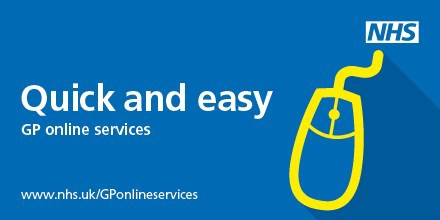 NHS
Quick and easy
GP online services
www.nhs.uk/GPonlineservices